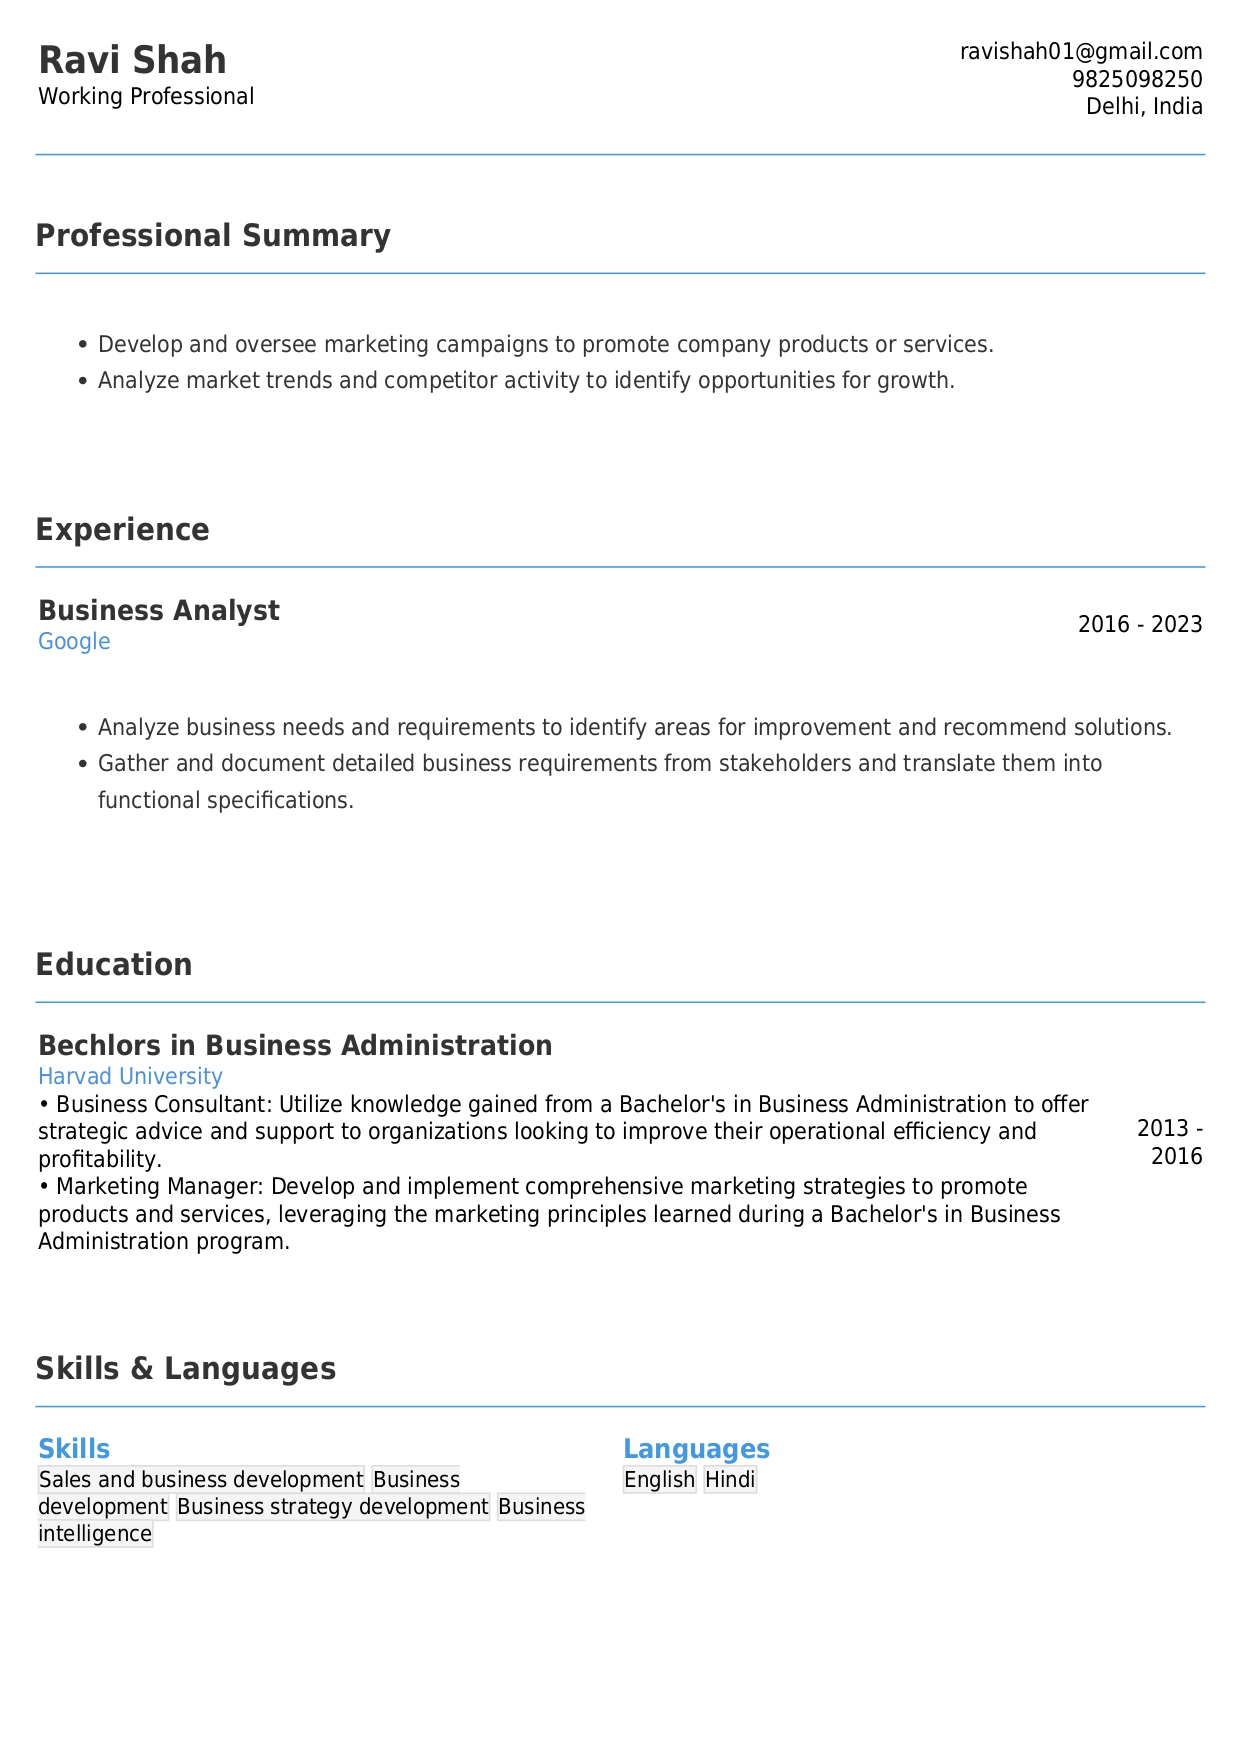 Ravi Shah
Working Professional
ravishah01@gmail.com
9825098250
Delhi, India
Professional Summary
• Develop and oversee marketing campaigns to promote company products or services.
• Analyze market trends and competitor activity to identify opportunities for growth.
Experience
Business Analyst
Google
2016 - 2023
• Analyze business needs and requirements to identify areas for improvement and recommend solutions.
• Gather and document detailed business requirements from stakeholders and translate them into
functional specifications.
Education
Bechlors in Business Administration
Harvad University
• Business Consultant: Utilize knowledge gained from a Bachelor's in Business Administration to offer
strategic advice and support to organizations looking to improve their operational efficiency and
profitability.
• Marketing Manager: Develop and implement comprehensive marketing strategies to promote
products and services, leveraging the marketing principles learned during a Bachelor's in Business
Administration program.
2013 -
2016
Skills & Languages
Skills
Sales and business development Business
development Business strategy development Business
intelligence
Languages
English Hindi